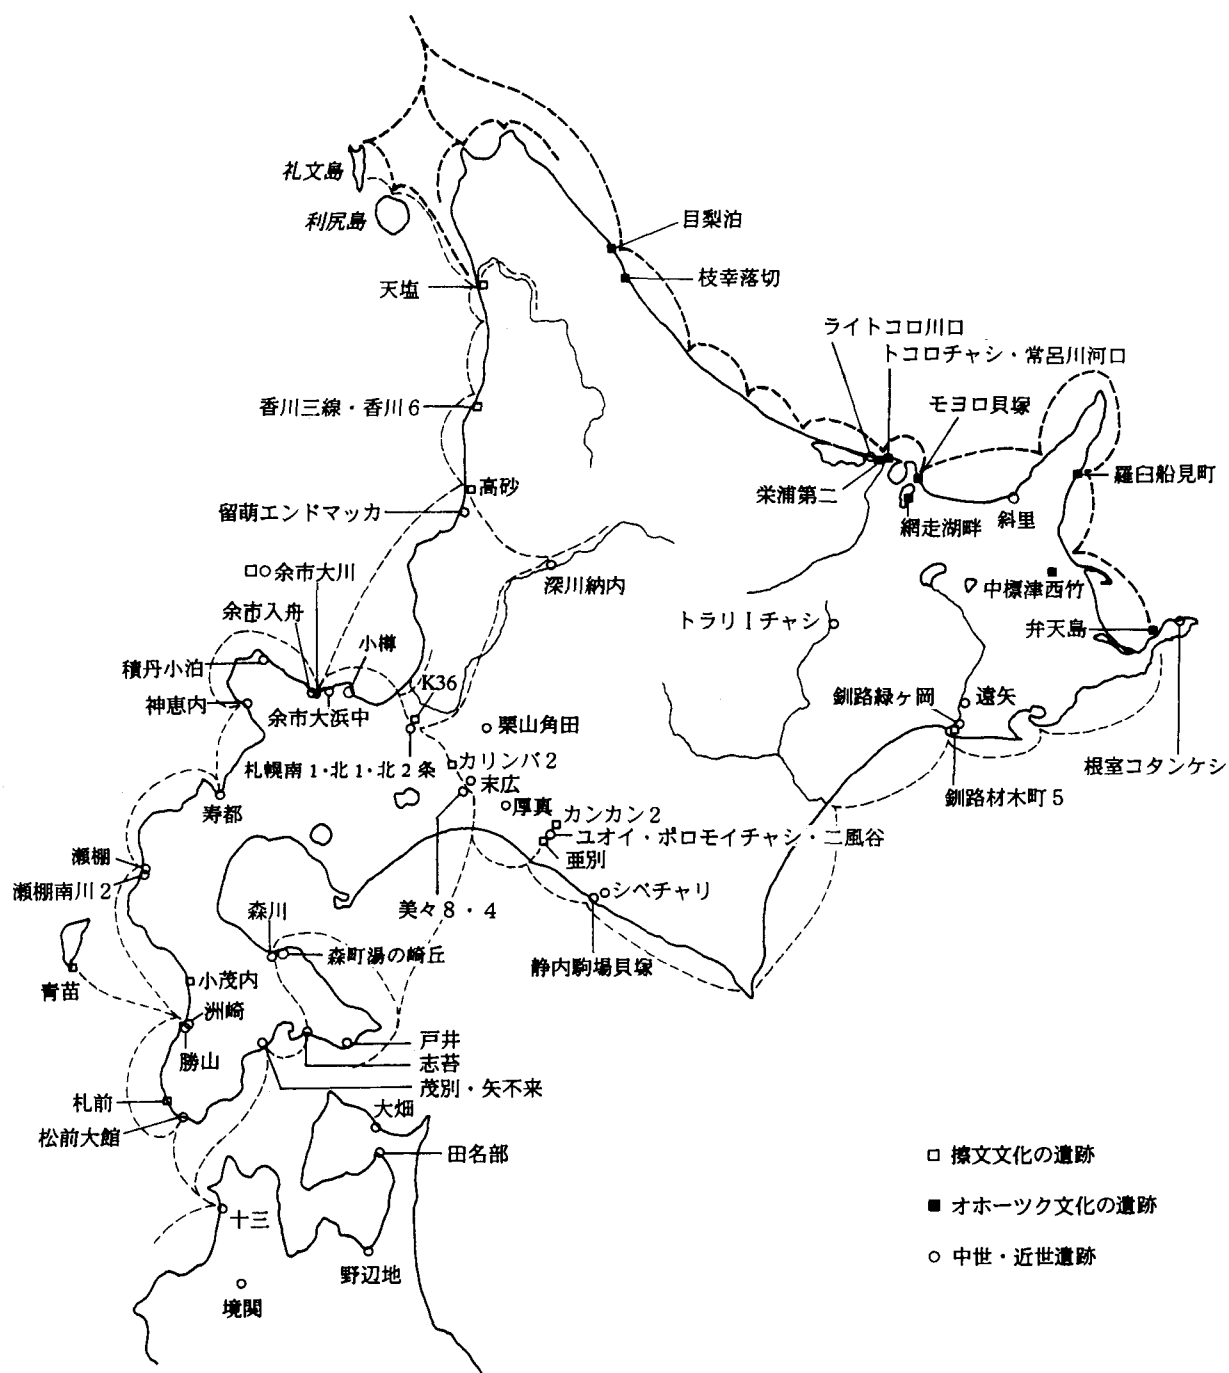 礼文島
利尻島
目梨泊
枝幸落切
天塩
ライトコロ川口
トコロチャシ・常呂川河口
香川三線・香川6
モヨロ貝塚
高砂
栄浦第二
羅臼船見町
留萌エンドマッカ
網走湖畔
斜里
余市大川
深川納内
中標津西竹
余市入舟
トラリIチャシ
弁天島
小樽
積丹小泊
K36
神恵内
余市大浜中
釧路緑ヶ岡
遠矢
栗山角田
札幌南1・北1・北2条
カリンバ2
根室コタンケシ
末広
釧路材木町5
寿都
厚真
カンカン2
ユオイ・ポロモイチャシ・二風谷
瀬棚
亜別
瀬棚南川2
シベチャリ
森川
美々8・4
森町湯の崎丘
静内駒場貝塚
青苗
小茂内
洲崎
戸井
勝山
志苔
茂別・矢不来
札前
大畑
松前大館
田名部
擦文文化の遺跡
オホーツク文化の遺跡
十三
中世・近世遺跡
野辺地
境関